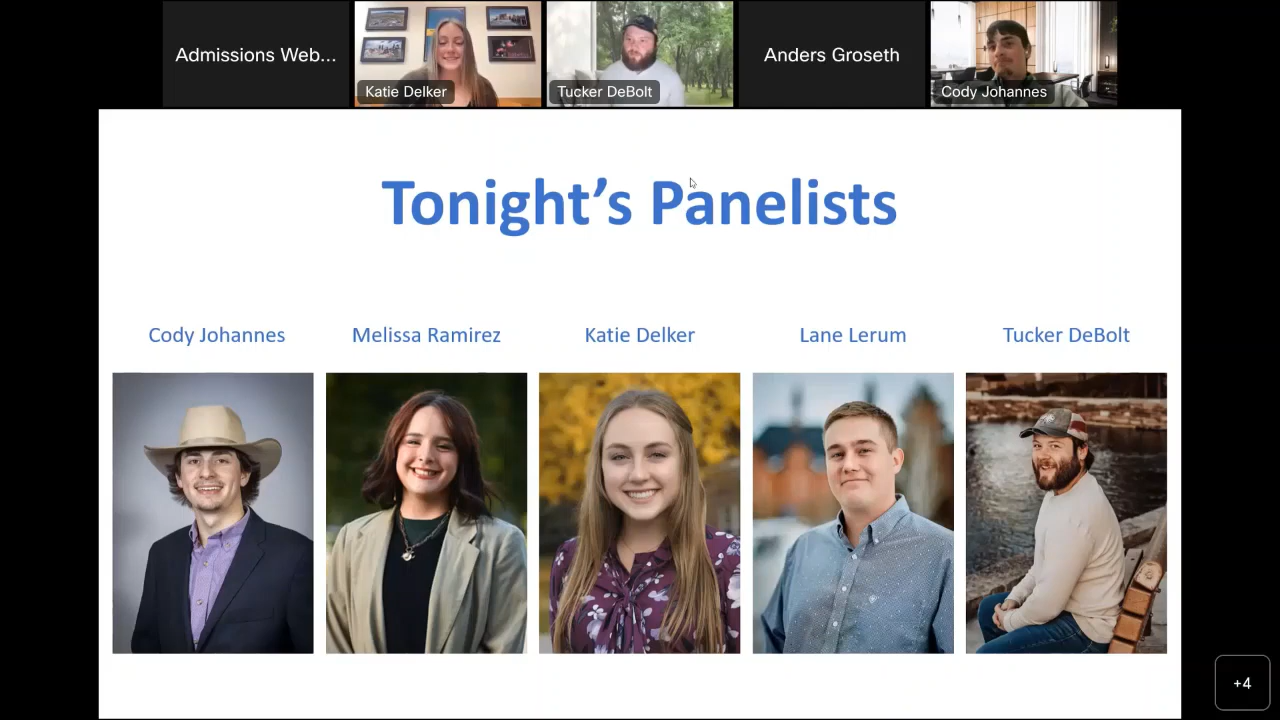 Admissions Web...
Katie Delker
Tucker DeBolt
Anders Groseth
Cody Johannes
Tonight's Panelists
Cody Johannes
Melissa Ramirez
Katie Delker
Lane Lerum
Tucker DeBolt
+4